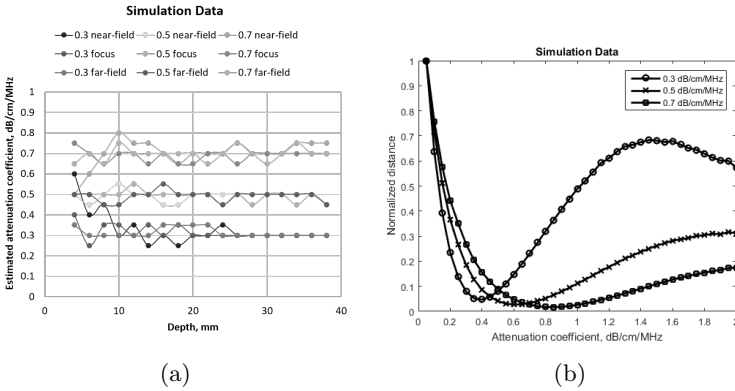 Simulation Data
0.3 near-field 0.5 near-field 0.7 near-field
0.3 focus 0.5 focus 0.7 focus
0.3 far-field 0.5 far-field 0.7 far-field
Estimated attenuation coefficient, dB/cm/MHz
1
0.9
0.8
0.7
0.6
0.5
0.4
0.3
0.2
0.1
0
0 10 20 30 40
Depth, mm
(a)
Simulation Data
0.3 dB/cm/MHz
0.5 dB/cm/MHz
0.7 dB/cm/MHz
Normalized distance
1
0.9
0.8
0.7
0.6
0.5
0.4
0.3
0.2
0.1
0
0 0.2 0.4 0.6 0.8 1 1.2 1.4 1.6 1.8 2
Attenuation coefficient, dB/cm/MHz
(b)